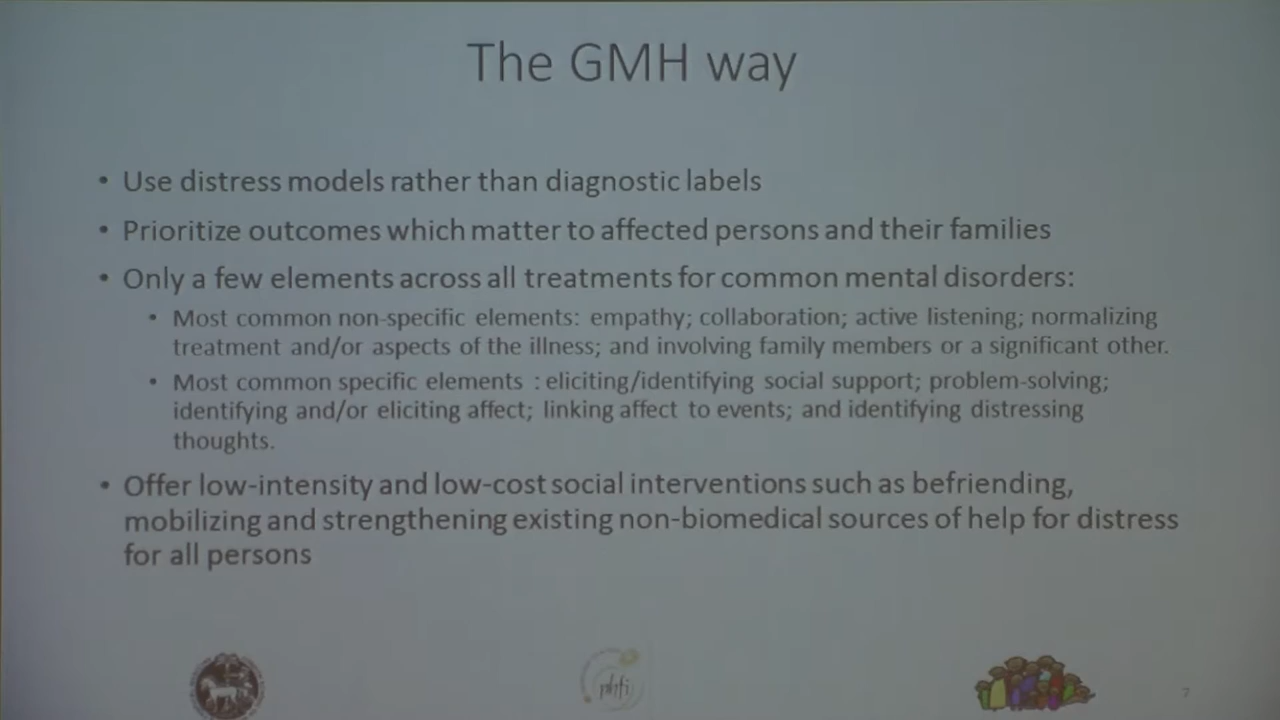 The GMH way
• Use distress models rather than diagnostic labels
• Prioritize outcomes which matter to affected persons and their families
• Only a few elements across all treatments for common mental disorders:
• Most common non-specific elements: empathy; collaboration; active listening; normalizing
treatment and/or aspects of the illness; and involving family members or a significant other.
• Most common specific elements : eliciting/identifying social support; problem-solving;
identifying and/or eliciting affect; linking affect to events; and identifying distressing
thoughts.
• Offer low-intensity and low-cost social interventions such as befriending,
mobilizing and strengthening existing non-biomedical sources of help for distress
for all persons
phfi
7